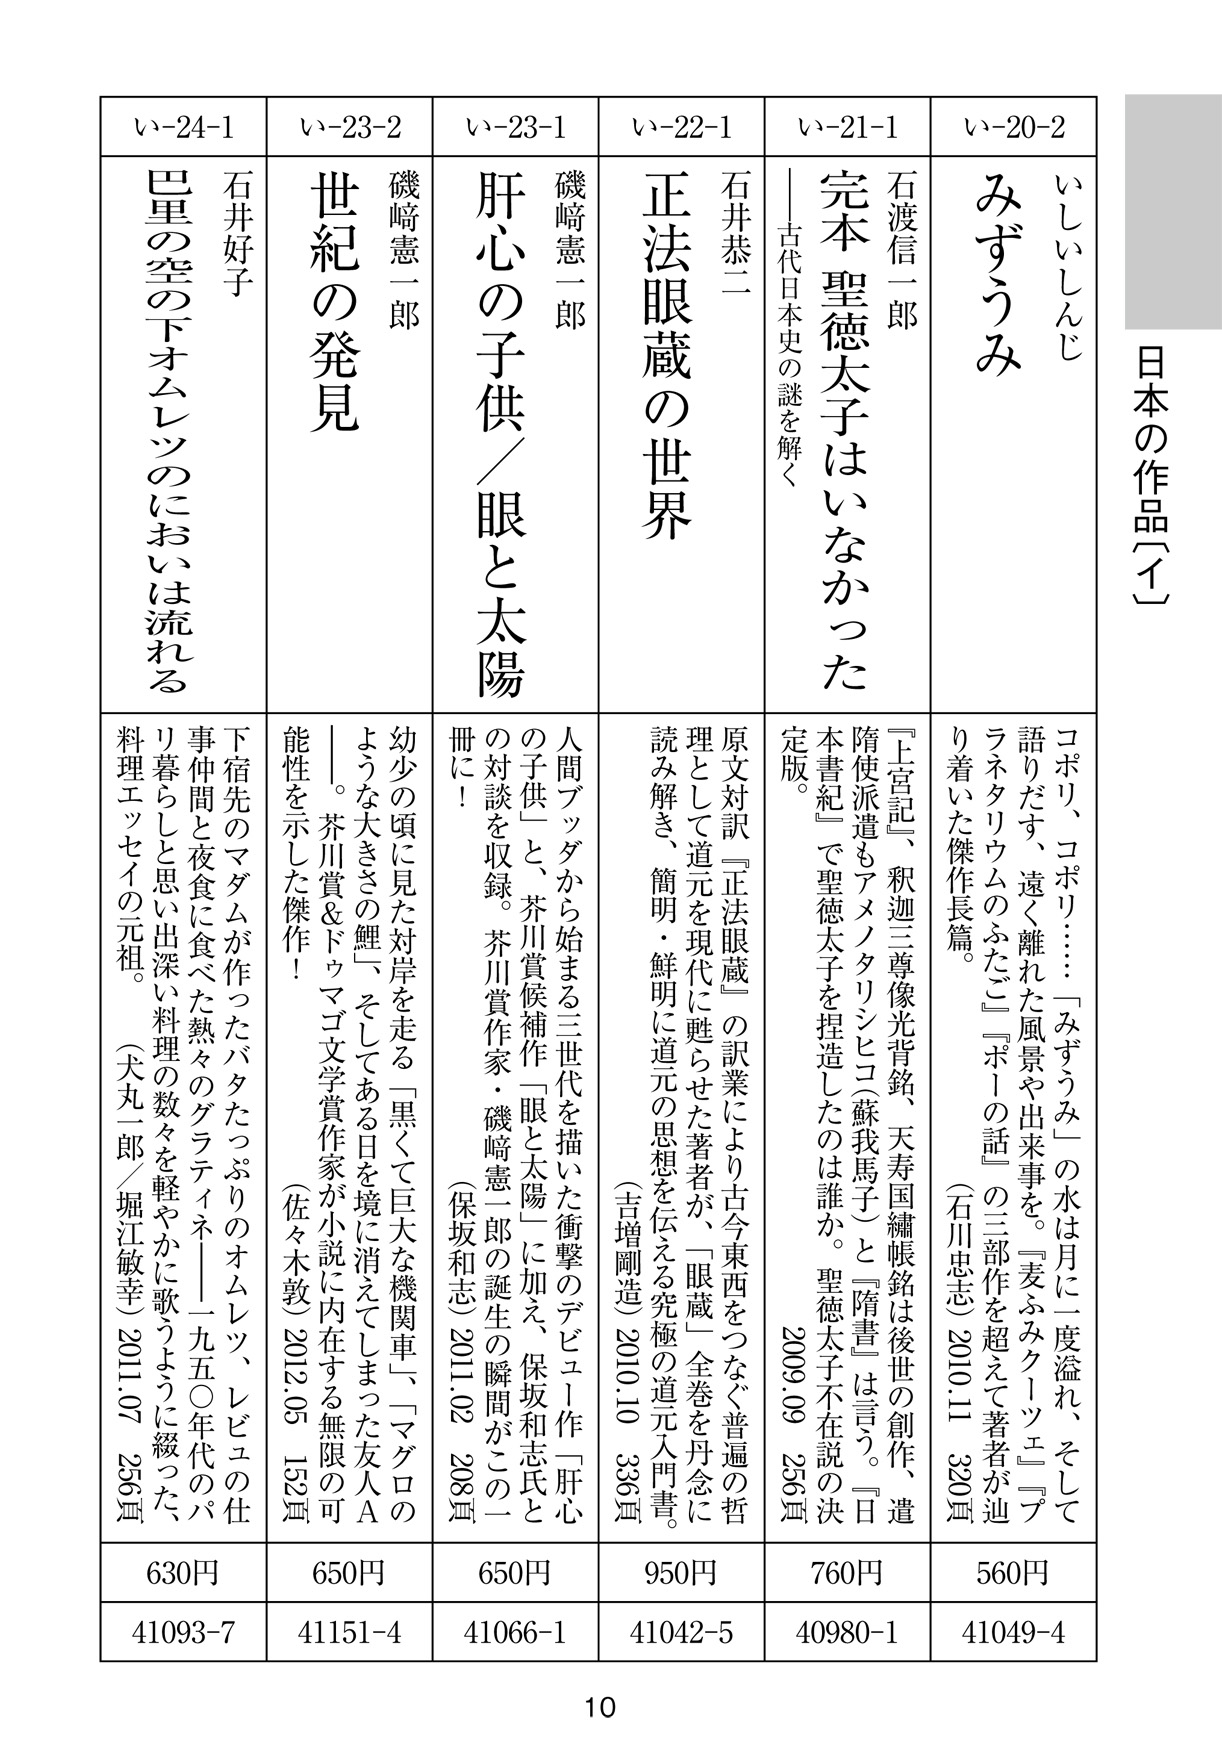 日本の作品〔イ〕
い-20-2
いしいしんじ
みずうみ
コポリ、コポリ……「みずうみ」の水は月に一度溢れ、そして
語りだす、遠く離れた風景や出来事を。『麦ふみクーツェ』『プ
ラネタリウムのふたご』『ポーの話』の三部作を超えて著者が辿
り着いた傑作長篇。　（石川忠志）2010.11　320頁
560円
41049-4
い-21-1
石渡信一郎
完本 聖徳太子はいなかった
――古代日本史の謎を解く
『上宮記』、釈迦三尊像光背銘、天寿国繡帳銘は後世の創作、遣
隋使派遣もアメノタリシヒコ（蘇我馬子）と『隋書』は言う。『日
本書紀』で聖徳太子を捏造したのは誰か。聖徳太子不在説の決
定版。　2009.09　256頁
760円
40980-1
い-22-1
石井恭二
正法眼蔵の世界
原文対訳『正法眼蔵』の訳業により古今東西をつなぐ普遍の哲
理として道元を現代に甦らせた著者が、「眼蔵」全巻を丹念に
読み解き、簡明・鮮明に道元の思想を伝える究極の道元入門書。
（吉増剛造）2010.10　336頁
950円
41042-5
い-23-1
磯﨑憲一郎
肝心の子供／眼と太陽
人間ブッダから始まる三世代を描いた衝撃のデビュー作「肝心
の子供」と、芥川賞候補作「眼と太陽」に加え、保坂和志氏と
の対談を収録。芥川賞作家・磯﨑憲一郎の誕生の瞬間がこの一
冊に！　（保坂和志）2011.02　208頁
650円
41066-1
い-23-2
磯﨑憲一郎
世紀の発見
幼少の頃に見た対岸を走る「黒くて巨大な機関車」、「マグロの
ような大きさの鯉」、そしてある日を境に消えてしまった友人A
――。芥川賞＆ドゥマゴ文学賞作家が小説に内在する無限の可
能性を示した傑作！　（佐々木敦）2012.05　152頁
650円
41151-4
い-24-1
石井好子
巴里の空の下オムレツのにおいは流れる
下宿先のマダムが作ったバタたっぷりのオムレツ、レビュの仕
事仲間と夜食に食べた熱々のグラティネ――一九五〇年代のパ
リ暮らしと思い出深い料理の数々を軽やかに歌うように綴った、
料理エッセイの元祖。　（犬丸一郎／堀江敏幸）2011.07　256頁
630円
41093-7
10